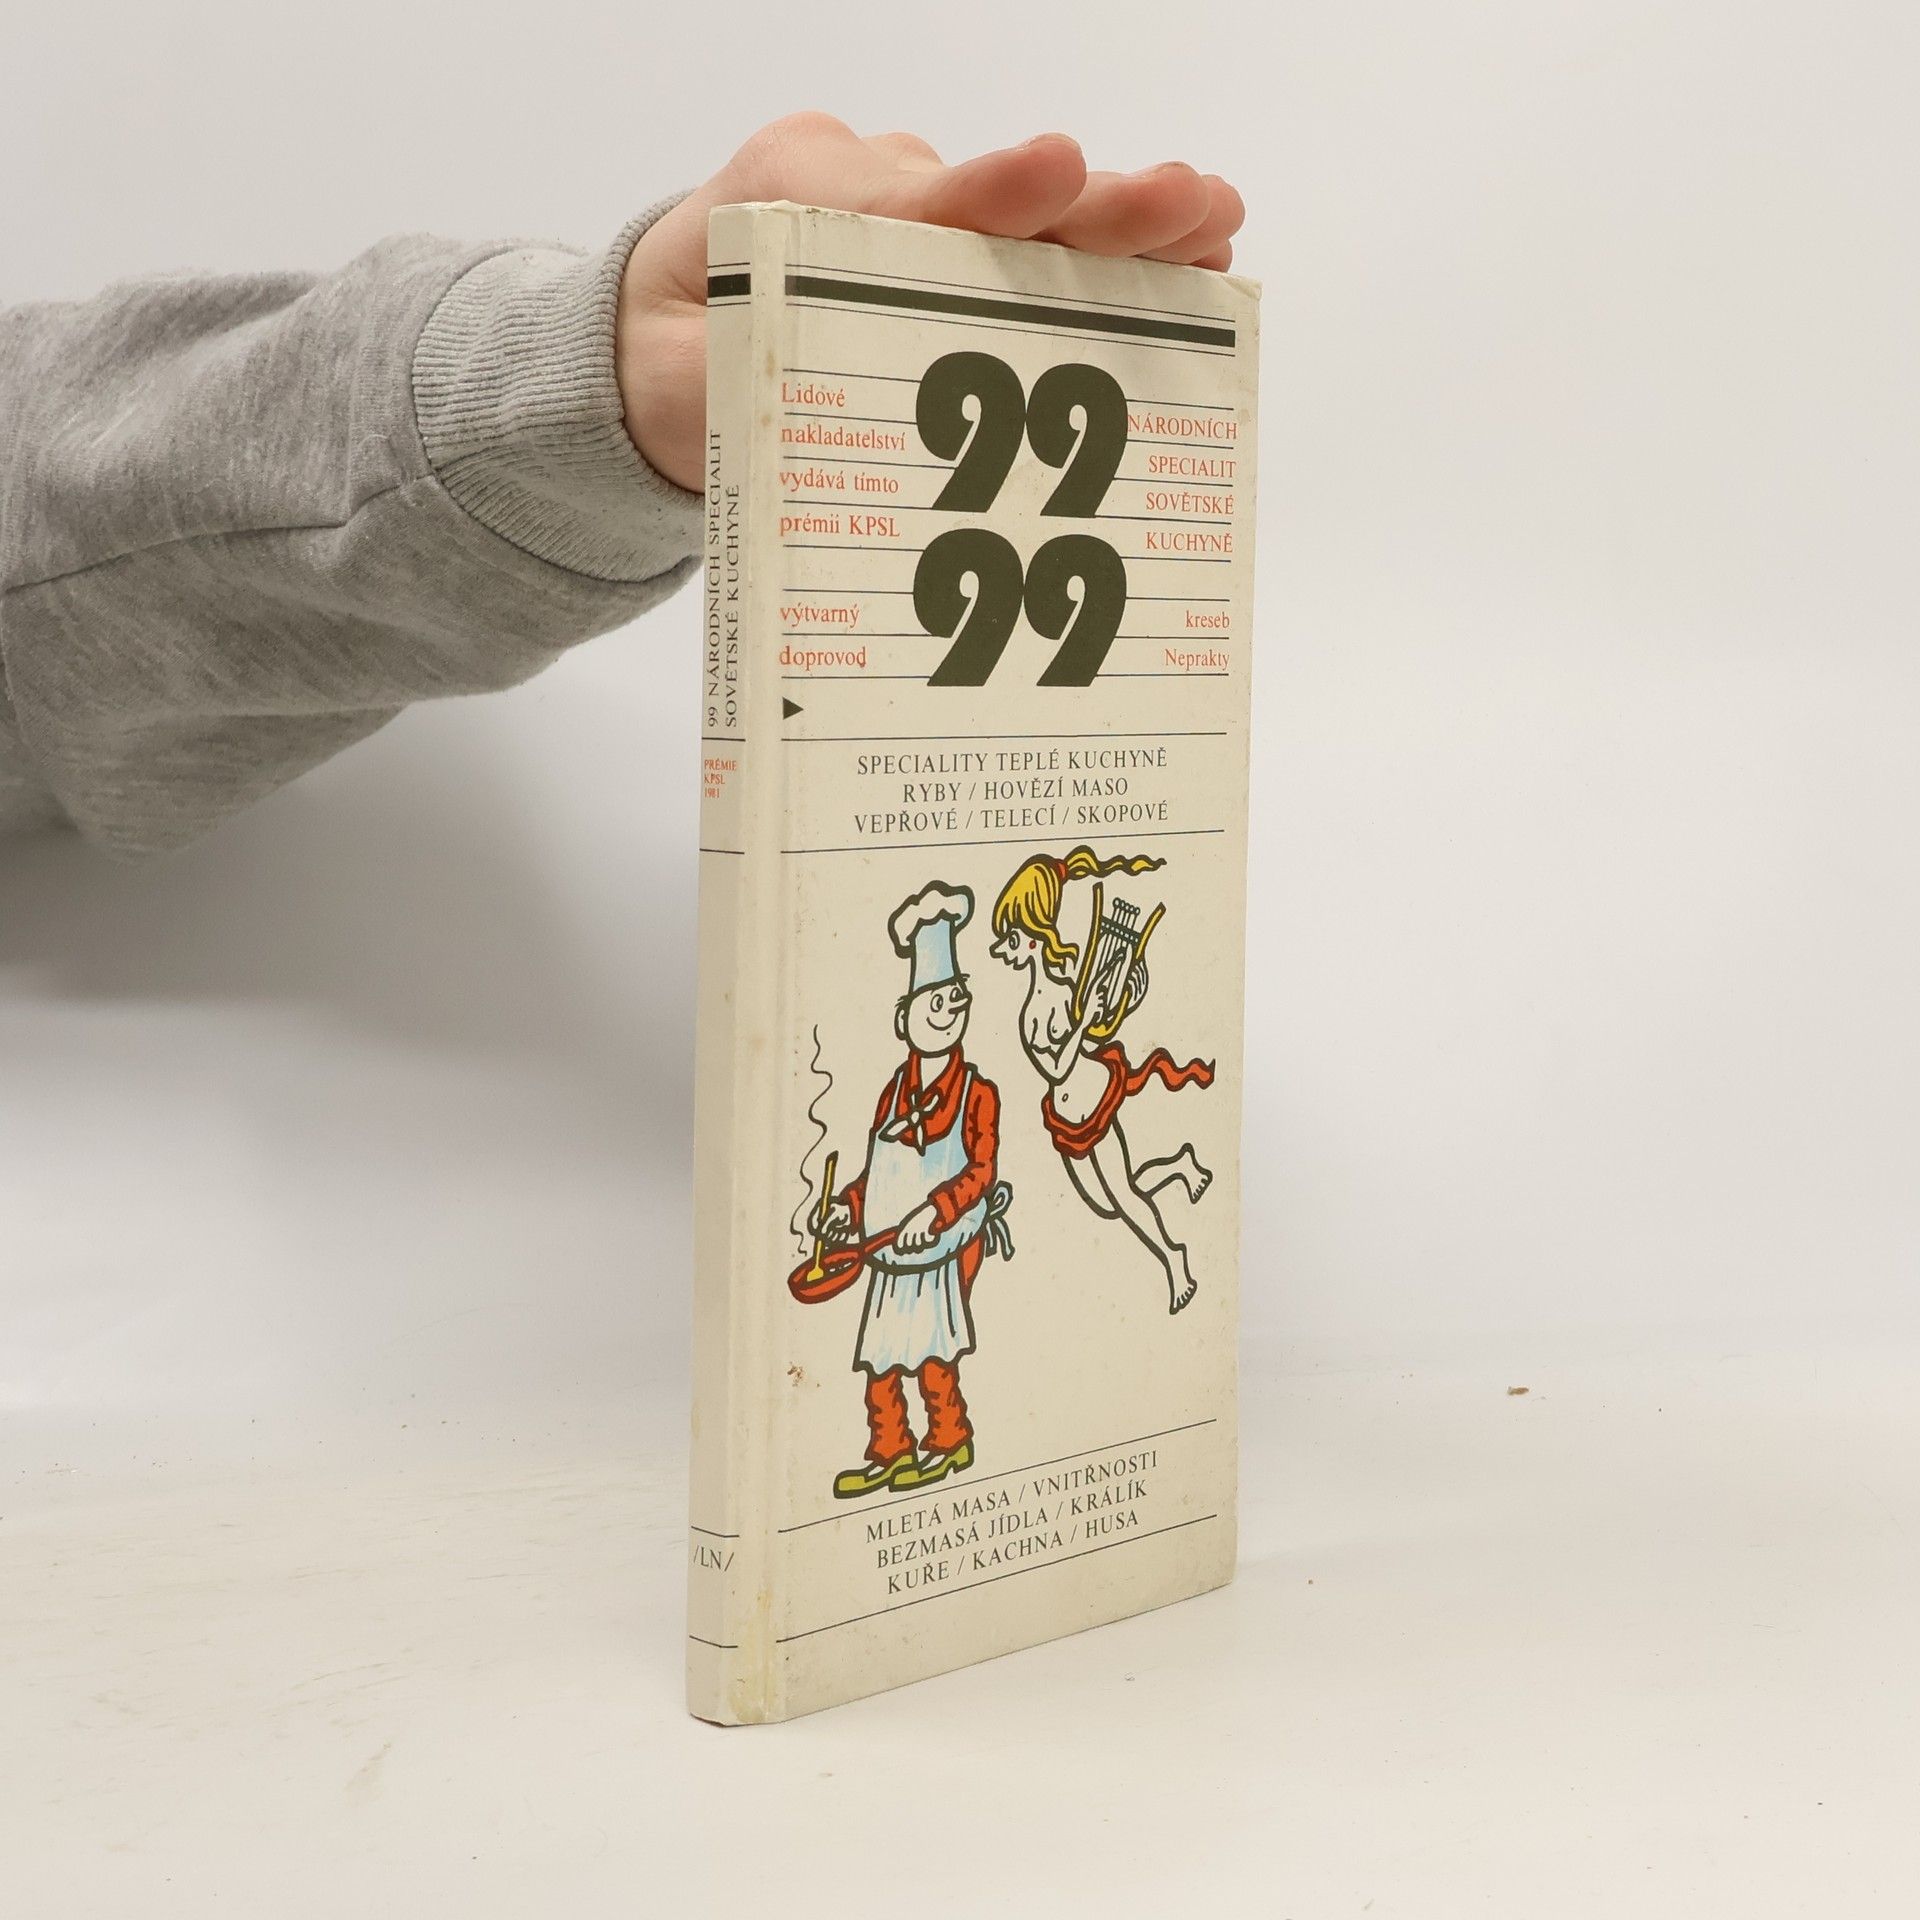 99 NÁRODNÍCH SPECIALIT
SOVĚTSKÉ KUCHYNĚ
PRÉMIE
KPSL
1981
/LN/
Lidové
nakladatelství
vydává tímto
prémii KPSL
99
NÁRODNÍCH
SPECIALIT
SOVĚTSKÉ
KUCHYNĚ
výtvarný
doprovod
99
kreseb
Neprakty
SPECIALITY TEPLÉ KUCHYNĚ
RYBY / HOVĚZÍ MASO
VEPŘOVÉ / TELECÍ / SKOPOVÉ
MLETÁ MASA / VNITŘNOSTI
BEZMASÁ JÍDLA / KRÁLÍK
KUŘE / KACHNA / HUSA